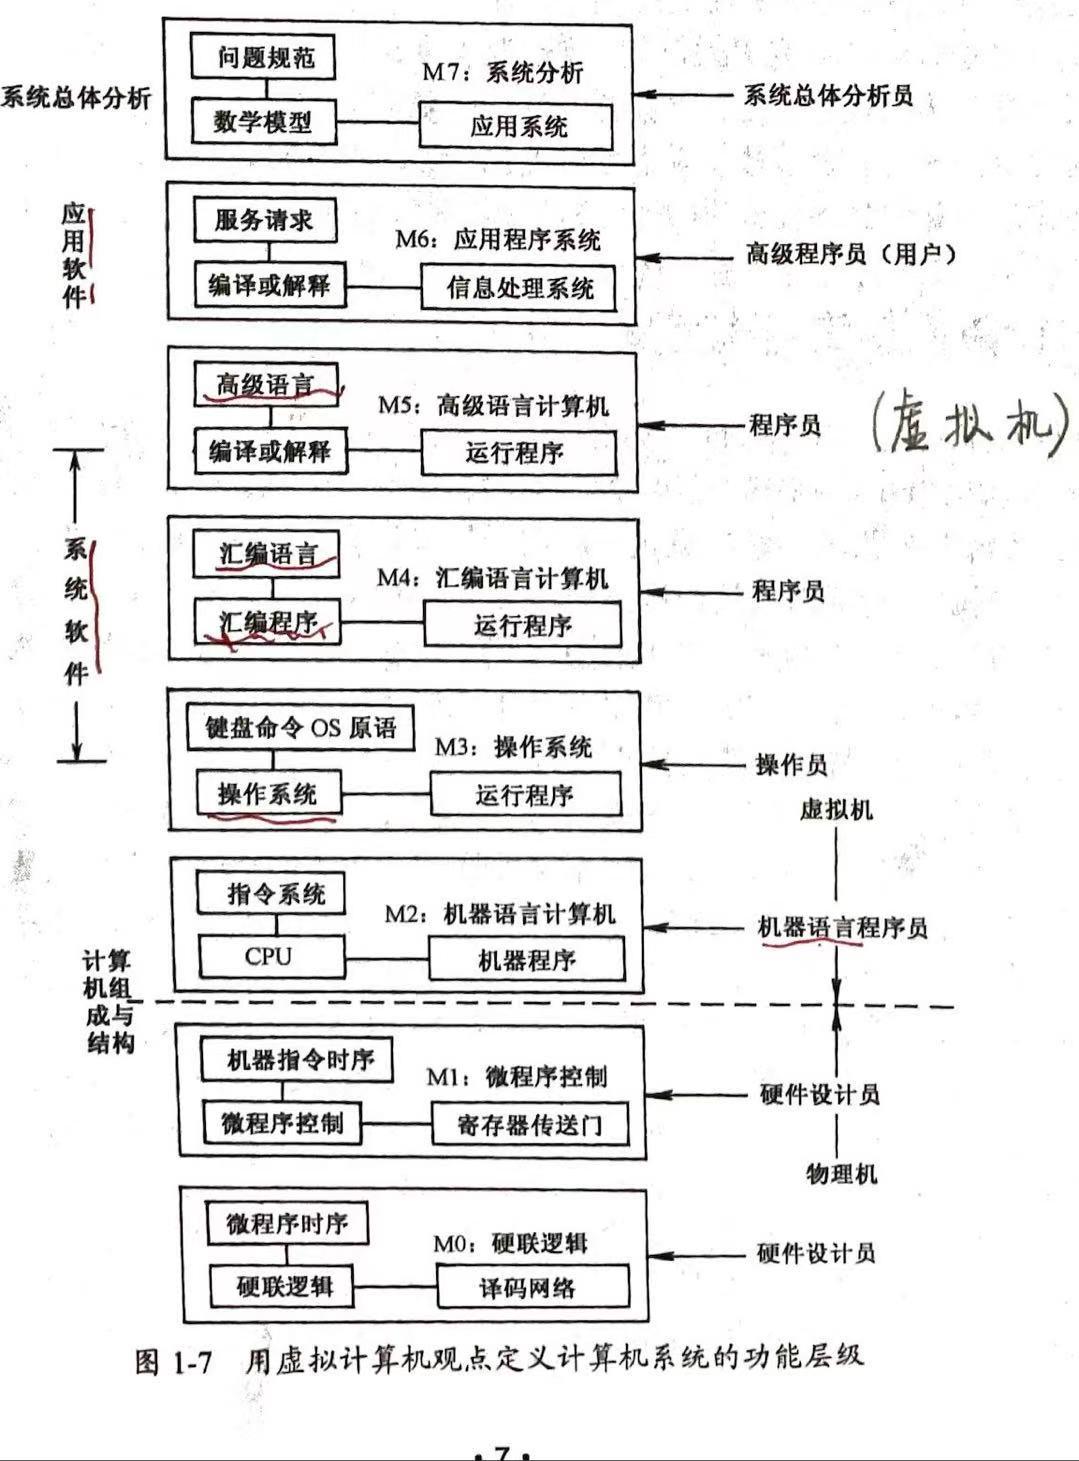 问题规范
M7：系统分析
系统总体分析
系统总体分析员
数学模型
应用系统
应用软件
服务请求
M6：应用程序系统
高级程序员（用户）
编译或解释
信息处理系统
高级语言
M5：高级语言计算机
程序员
（虚拟机）
编译或解释
运行程序
系统软件
汇编语言
M4：汇编语言计算机
程序员
汇编程序
运行程序
键盘命令 OS 原语
M3：操作系统
操作员
操作系统
运行程序
虚拟机
指令系统
M2：机器语言计算机
机器语言程序员
CPU
机器程序
计算
机组
成与
结构
机器指令时序
M1：微程序控制
硬件设计员
微程序控制
寄存器传送门
物理机
微程序时序
M0：硬联逻辑
硬件设计员
硬联逻辑
译码网络
图 1-7 用虚拟计算机观点定义计算机系统的功能层级
· 7 ·